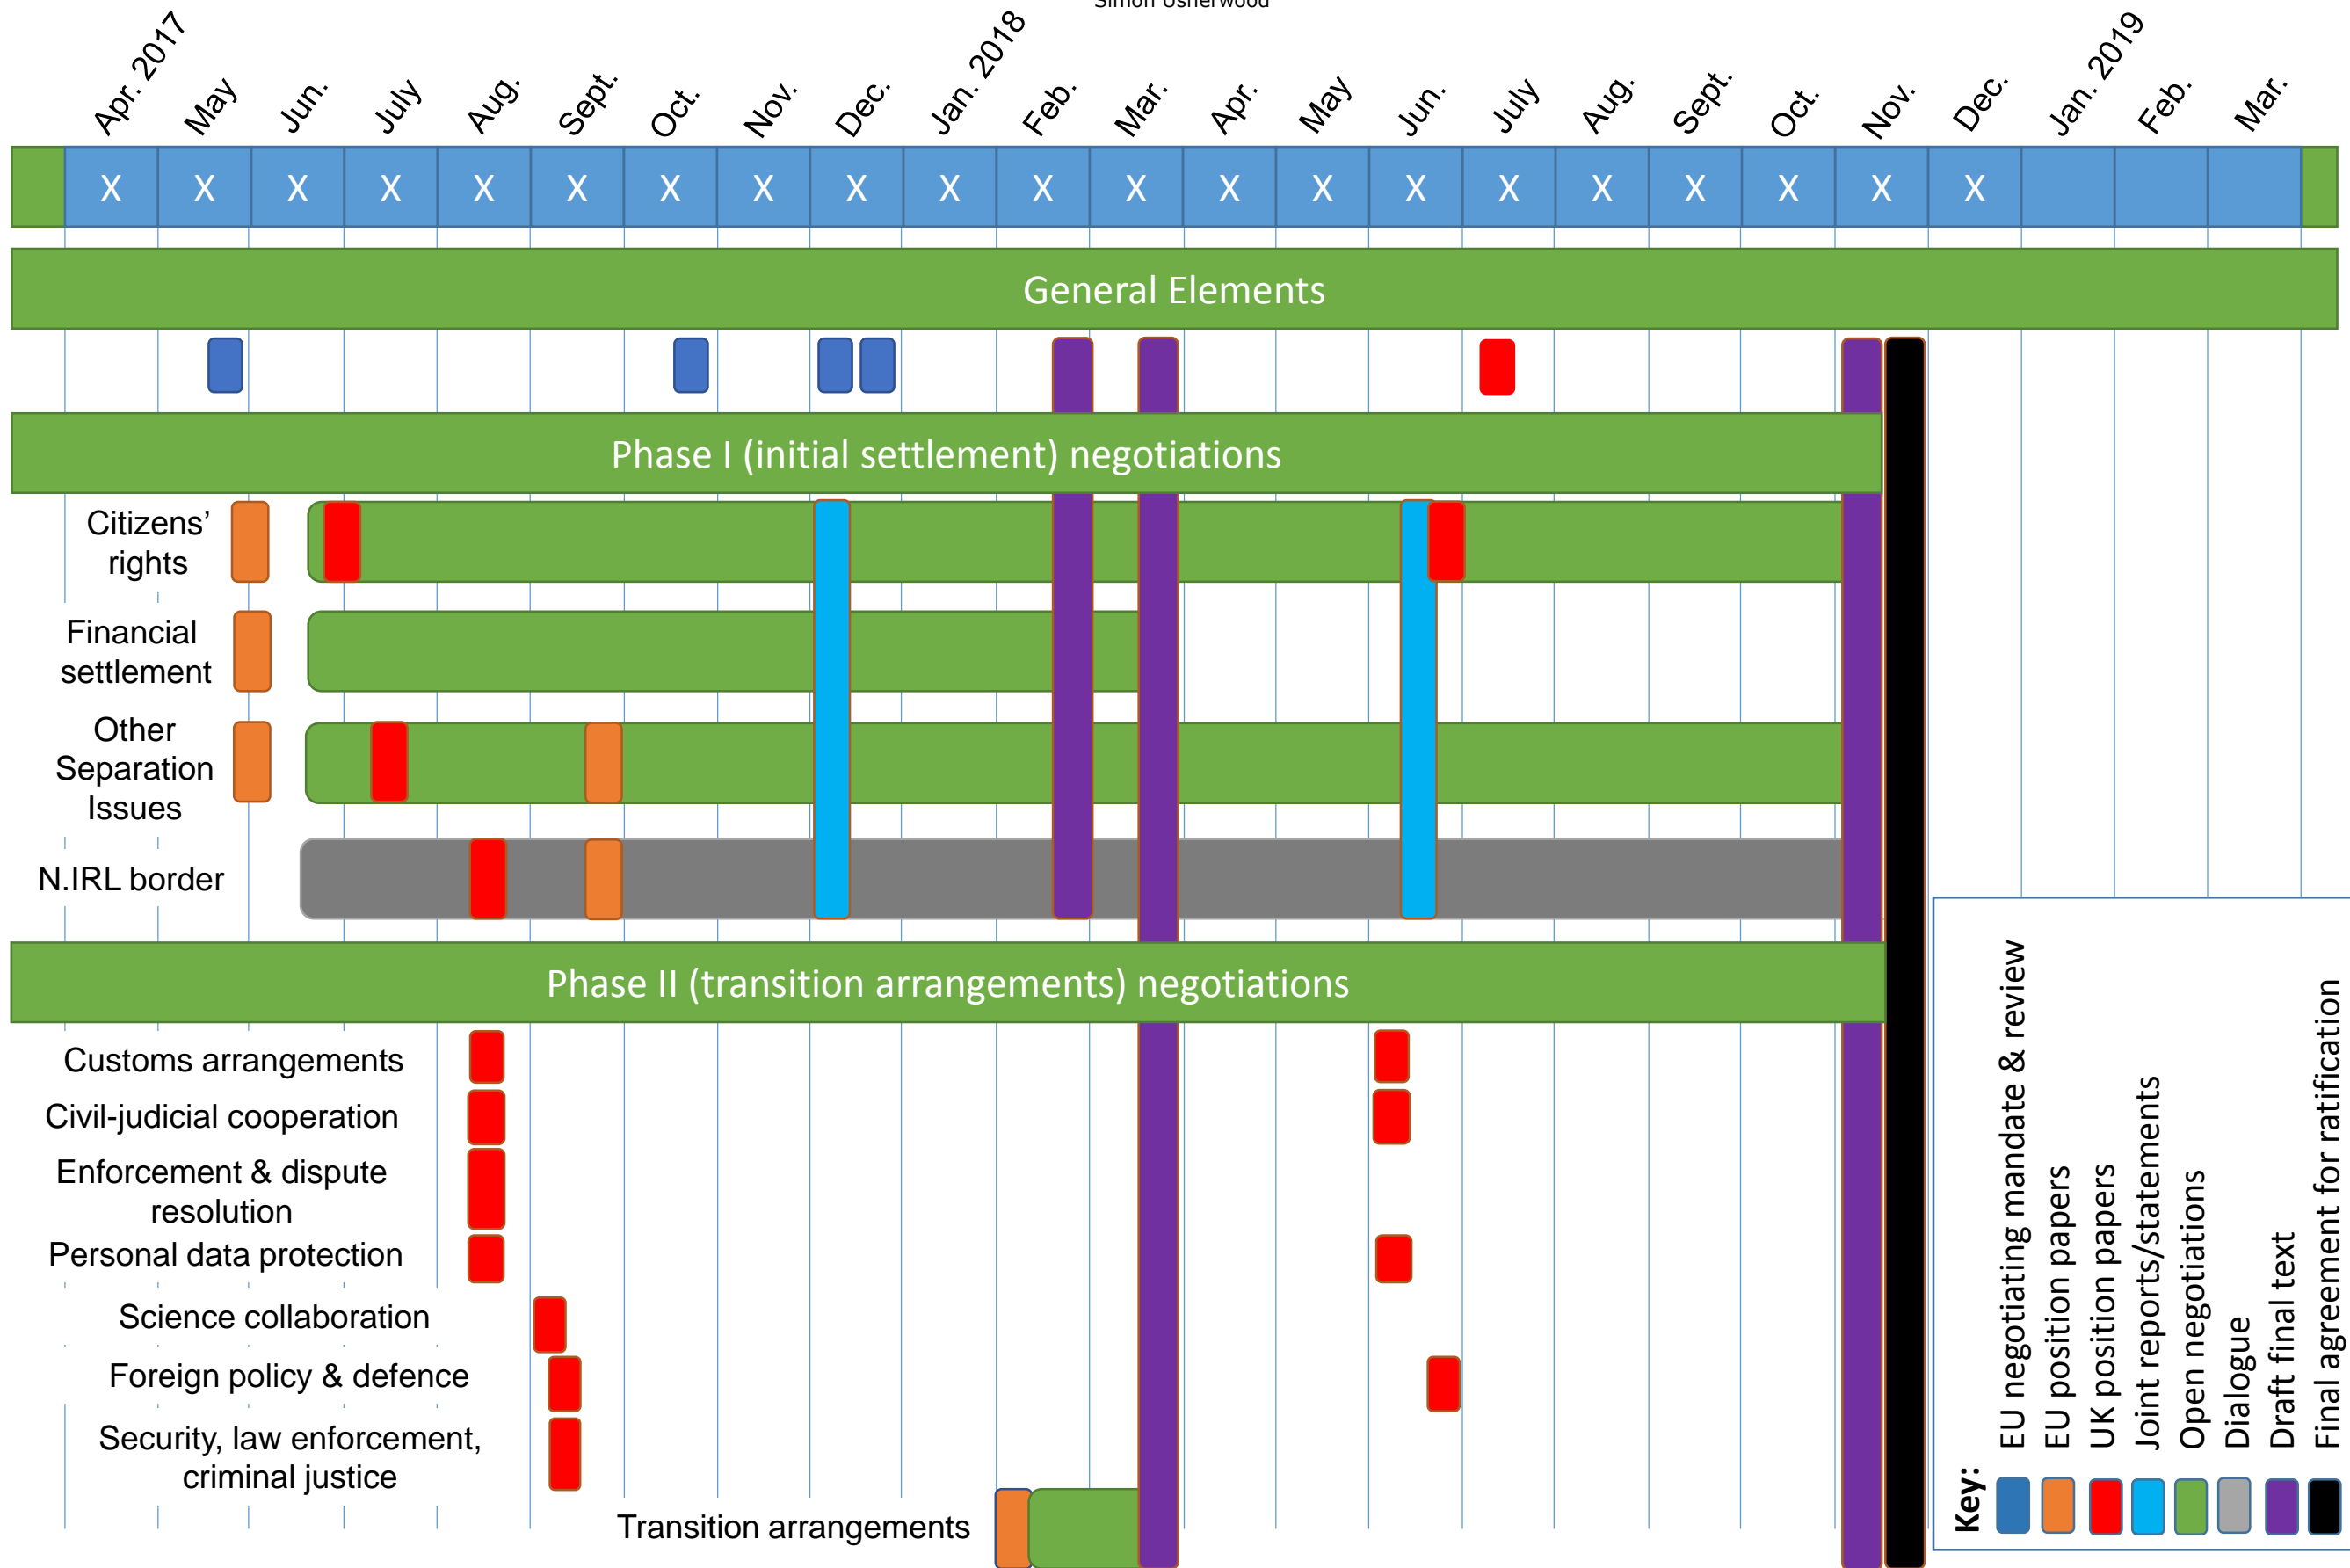 Simon Usherwood
Apr. 2017
May
Jun.
July
Aug.
Sept.
Oct.
Nov.
Dec.
Jan. 2018
Feb.
Mar.
Apr.
May
Jun.
July
Aug.
Sept.
Oct.
Nov.
Dec.
Jan. 2019
Feb.
Mar.
X X X X X X X X X X X X X X X X X X X X X
General Elements
Phase I (initial settlement) negotiations
Citizens’
rights
Financial
settlement
Other
Separation
Issues
N.IRL border
Phase II (transition arrangements) negotiations
Customs arrangements
Civil-judicial cooperation
Enforcement & dispute
resolution
Personal data protection
Science collaboration
Foreign policy & defence
Security, law enforcement,
criminal justice
Transition arrangements
Key:
EU negotiating mandate & review
EU position papers
UK position papers
Joint reports/statements
Open negotiations
Dialogue
Draft final text
Final agreement for ratification